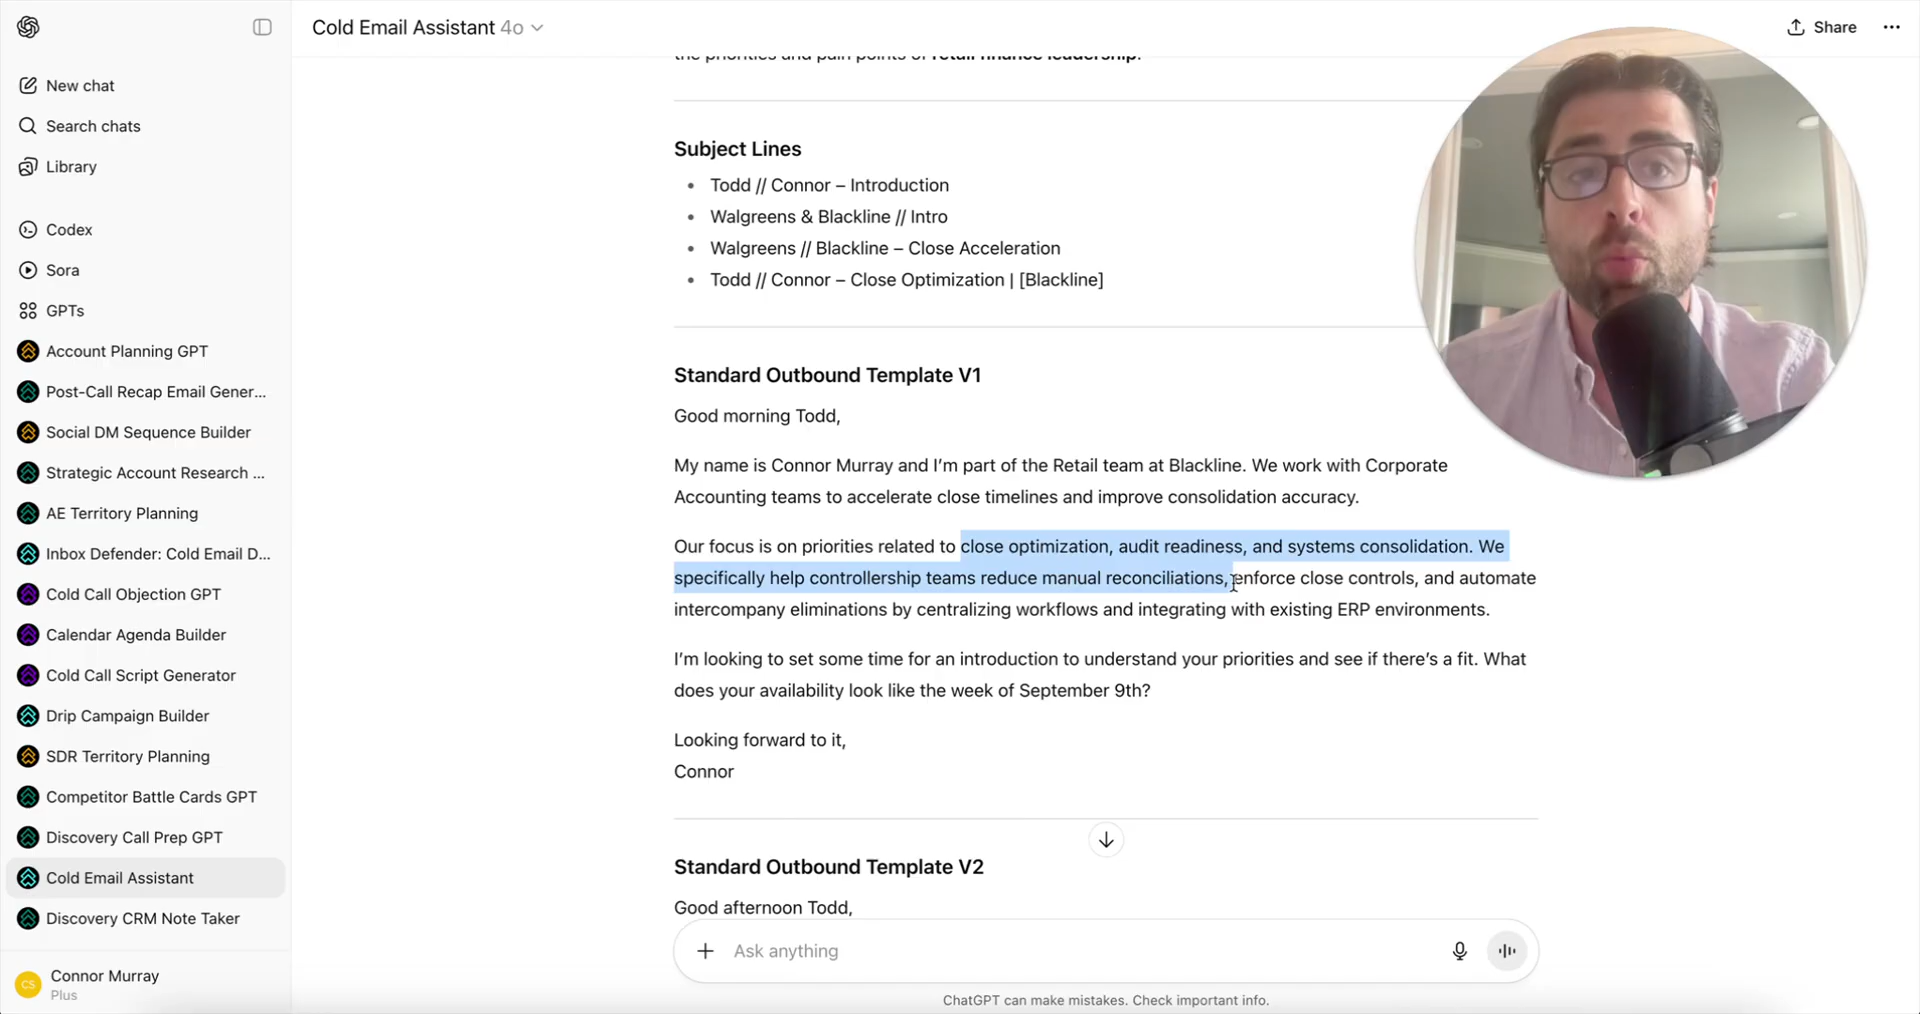 Cold Email Assistant 4o
Share
New chat
Search chats
Library
Codex
Sora
GPTs
Account Planning GPT
Post-Call Recap Email Gener...
Social DM Sequence Builder
Strategic Account Research ...
AE Territory Planning
Inbox Defender: Cold Email D...
Cold Call Objection GPT
Calendar Agenda Builder
Cold Call Script Generator
Drip Campaign Builder
SDR Territory Planning
Competitor Battle Cards GPT
Discovery Call Prep GPT
Cold Email Assistant
Discovery CRM Note Taker
CS
Connor Murray
Plus
the priorities and pain points of retail finance leadership.
Subject Lines
• Todd // Connor – Introduction
• Walgreens & Blackline // Intro
• Walgreens // Blackline – Close Acceleration
• Todd // Connor – Close Optimization | [Blackline]
Standard Outbound Template V1
Good morning Todd,
My name is Connor Murray and I’m part of the Retail team at Blackline. We work with Corporate
Accounting teams to accelerate close timelines and improve consolidation accuracy.
Our focus is on priorities related to close optimization, audit readiness, and systems consolidation. We
specifically help controllership teams reduce manual reconciliations, enforce close controls, and automate
intercompany eliminations by centralizing workflows and integrating with existing ERP environments.
I’m looking to set some time for an introduction to understand your priorities and see if there’s a fit. What
does your availability look like the week of September 9th?
Looking forward to it,
Connor
Standard Outbound Template V2
Good afternoon Todd,
Ask anything
ChatGPT can make mistakes. Check important info.